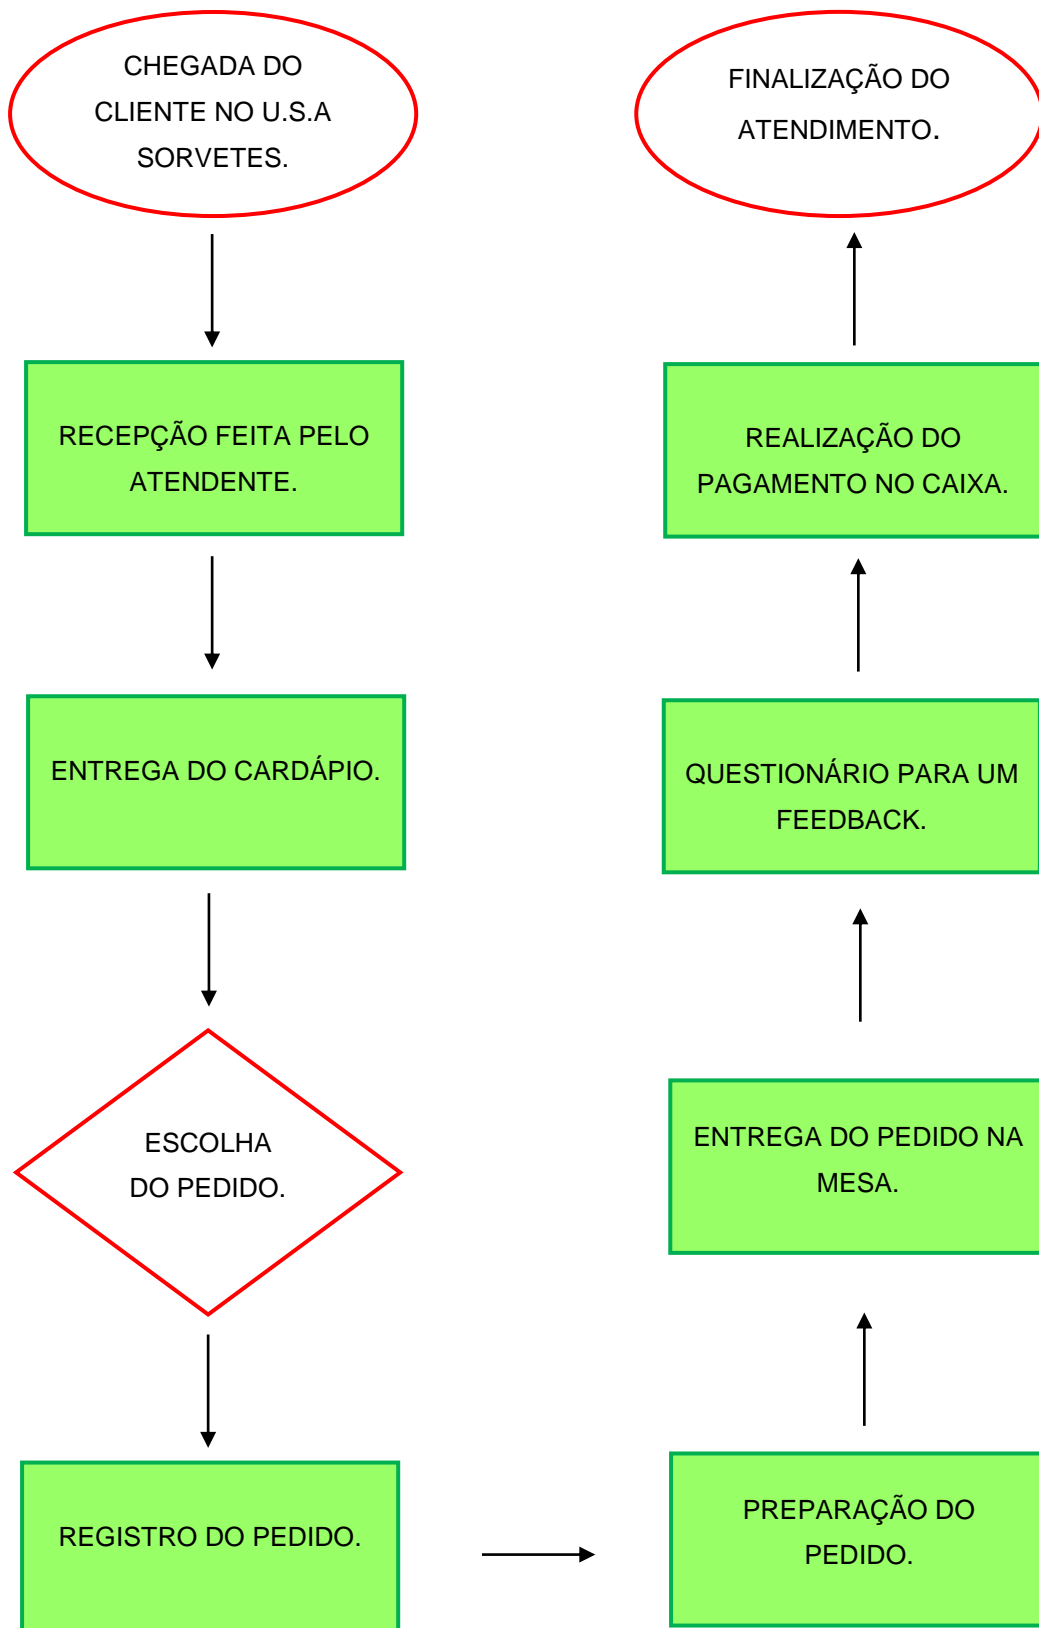 CHEGADA DO
CLIENTE NO U.S.A
SORVETES.
RECEPÇÃO FEITA PELO
ATENDENTE.
ENTREGA DO CARDÁPIO.
ESCOLHA
DO PEDIDO.
REGISTRO DO PEDIDO.
PREPARAÇÃO DO
PEDIDO.
ENTREGA DO PEDIDO NA
MESA.
QUESTIONÁRIO PARA UM
FEEDBACK.
REALIZAÇÃO DO
PAGAMENTO NO CAIXA.
FINALIZAÇÃO DO
ATENDIMENTO.